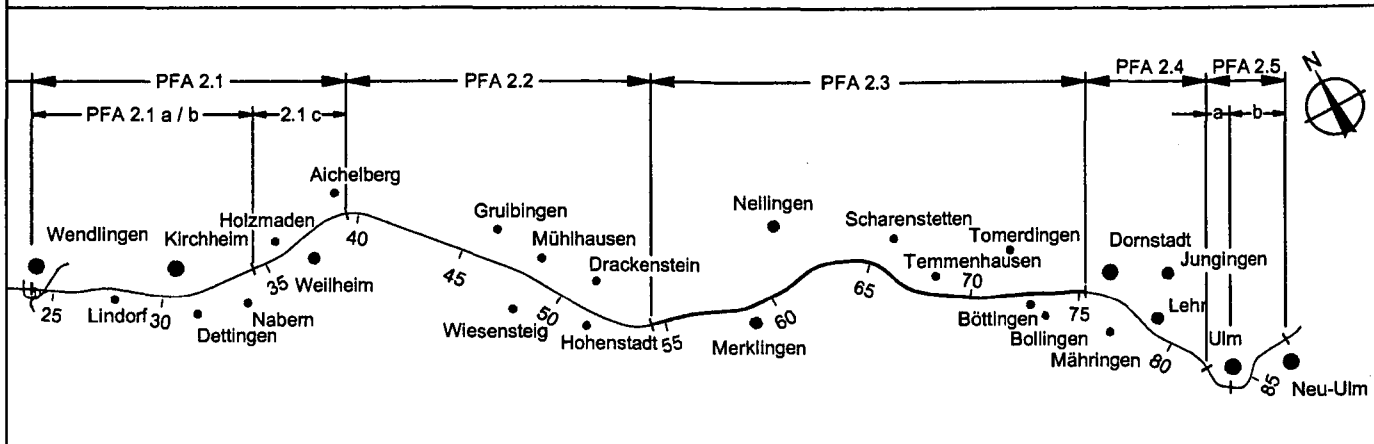 PFA 2.1
PFA 2.2
PFA 2.3
PFA 2.4
PFA 2.5
N
PFA 2.1 a / b
2.1 c
a
b
Aichelberg
Wendlingen
Kirchheim
Holzmaden
Weilheim
Lindorf
Dettingen
Nabern
25
30
35
40
Gruibingen
Mühlhausen
Drackenstein
Wiesensteig
Hohenstadt
45
50
55
Nellingen
Merklingen
Scharenstetten
Temmenhausen
Tomerdingen
Böttingen
Bollingen
60
65
70
75
Dornstadt
Jungingen
Lehr
Mähringen
Ulm
Neu-Ulm
80
85